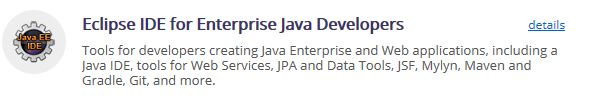 Java EE
IDE
Eclipse IDE for Enterprise Java Developers
details
Tools for developers creating Java Enterprise and Web applications, including a
Java IDE, tools for Web Services, JPA and Data Tools, JSF, Mylyn, Maven and
Gradle, Git, and more.